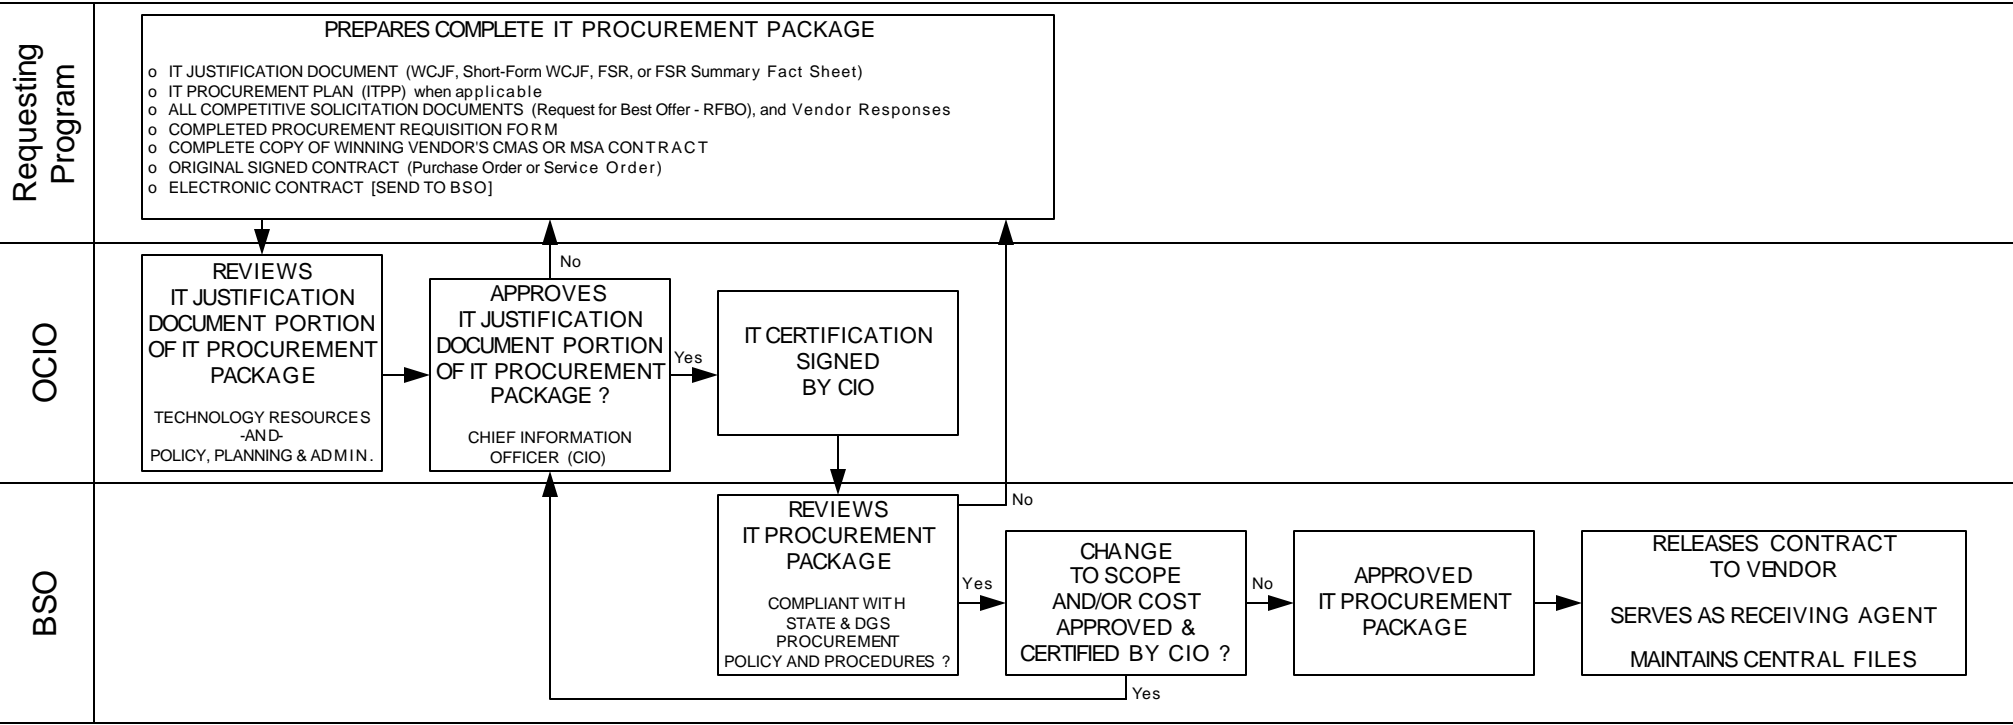 Requesting
Program
PREPARES COMPLETE IT PROCUREMENT PACKAGE
o IT JUSTIFICATION DOCUMENT (WCJF, Short-Form WCJF, FSR, or FSR Summary Fact Sheet)
o IT PROCUREMENT PLAN (ITPP) when applicable
o ALL COMPETITIVE SOLICITATION DOCUMENTS (Request for Best Offer - RFBO), and Vendor Responses
o COMPLETED PROCUREMENT REQUISITION FORM
o COMPLETE COPY OF WINNING VENDOR'S CMAS OR MSA CONTRACT
o ORIGINAL SIGNED CONTRACT (Purchase Order or Service Order)
o ELECTRONIC CONTRACT [SEND TO BSO]
OCIO
REVIEWS
IT JUSTIFICATION
DOCUMENT PORTION
OF IT PROCUREMENT
PACKAGE
TECHNOLOGY RESOURCES
-AND-
POLICY, PLANNING & ADMIN.
No
APPROVES
IT JUSTIFICATION
DOCUMENT PORTION
OF IT PROCUREMENT
PACKAGE ?
CHIEF INFORMATION
OFFICER (CIO)
Yes
IT CERTIFICATION
SIGNED
BY CIO
BSO
REVIEWS
IT PROCUREMENT
PACKAGE
COMPLIANT WITH
STATE & DGS
PROCUREMENT
POLICY AND PROCEDURES ?
No
Yes
CHANGE
TO SCOPE
AND/OR COST
APPROVED &
CERTIFIED BY CIO ?
Yes
No
APPROVED
IT PROCUREMENT
PACKAGE
RELEASES CONTRACT
TO VENDOR
SERVES AS RECEIVING AGENT
MAINTAINS CENTRAL FILES